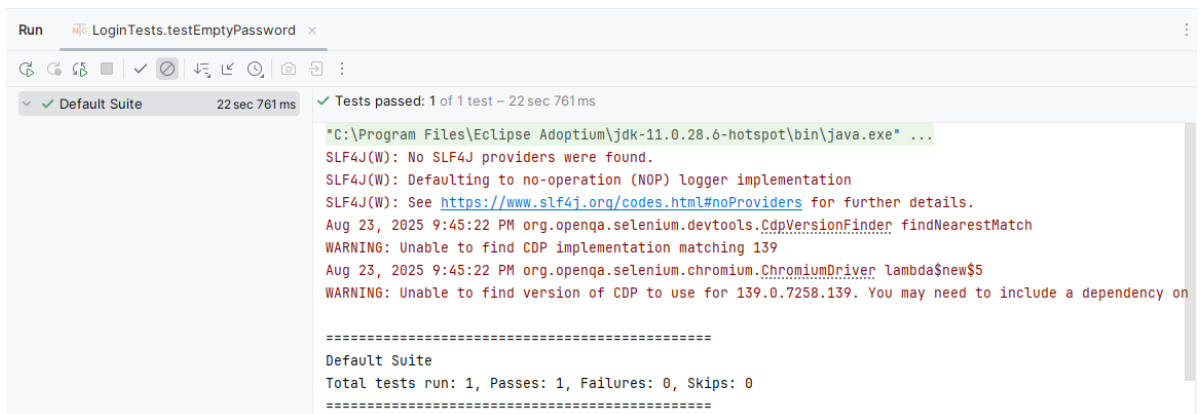 Run LoginTests.testEmptyPassword
Default Suite 22 sec 761 ms
Tests passed: 1 of 1 test – 22 sec 761 ms
"C:\Program Files\Eclipse Adoptium\jdk-11.0.28.6-hotspot\bin\java.exe" ...
SLF4J(W): No SLF4J providers were found.
SLF4J(W): Defaulting to no-operation (NOP) logger implementation
SLF4J(W): See https://www.slf4j.org/codes.html#noProviders for further details.
Aug 23, 2025 9:45:22 PM org.openqa.selenium.devtools.CdpVersionFinder findNearestMatch
WARNING: Unable to find CDP implementation matching 139
Aug 23, 2025 9:45:22 PM org.openqa.selenium.chromium.ChromiumDriver lambda$new$5
WARNING: Unable to find version of CDP to use for 139.0.7258.139. You may need to include a dependency on
===============================================
Default Suite
Total tests run: 1, Passes: 1, Failures: 0, Skips: 0
===============================================